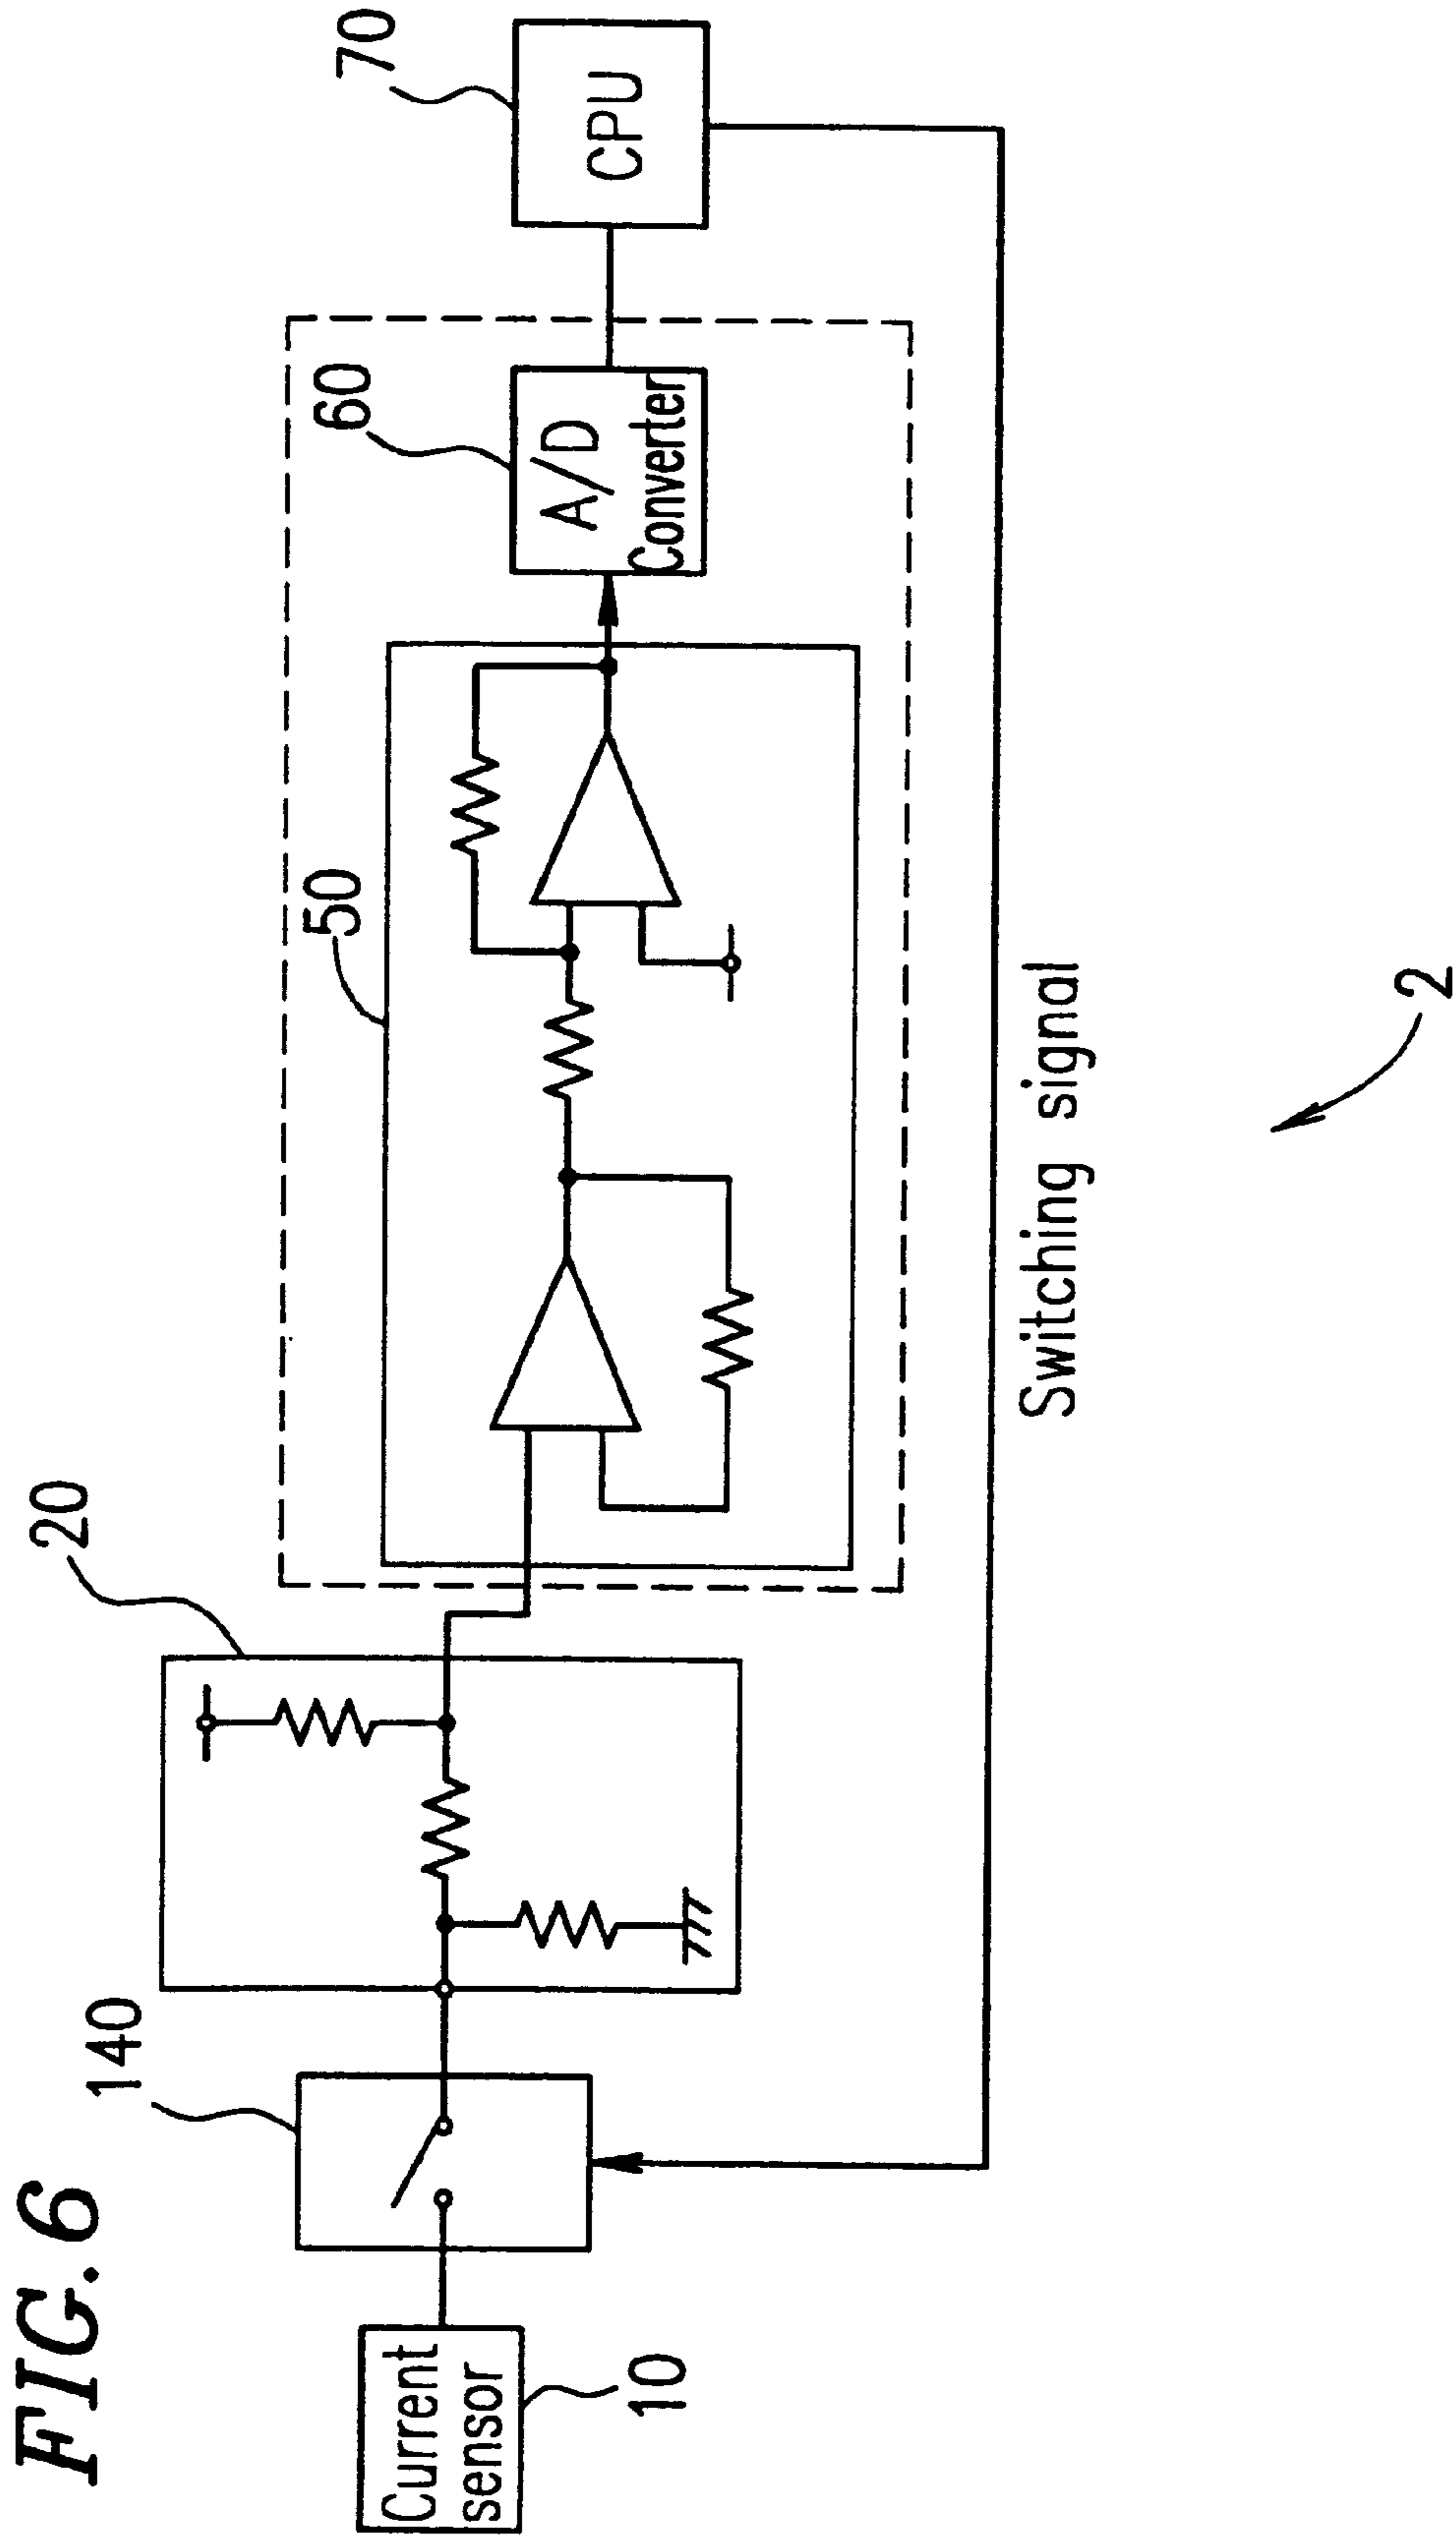 FIG. 6
Current
sensor
10
140
20
50
A/D
Converter
60
CPU
70
Switching signal
2